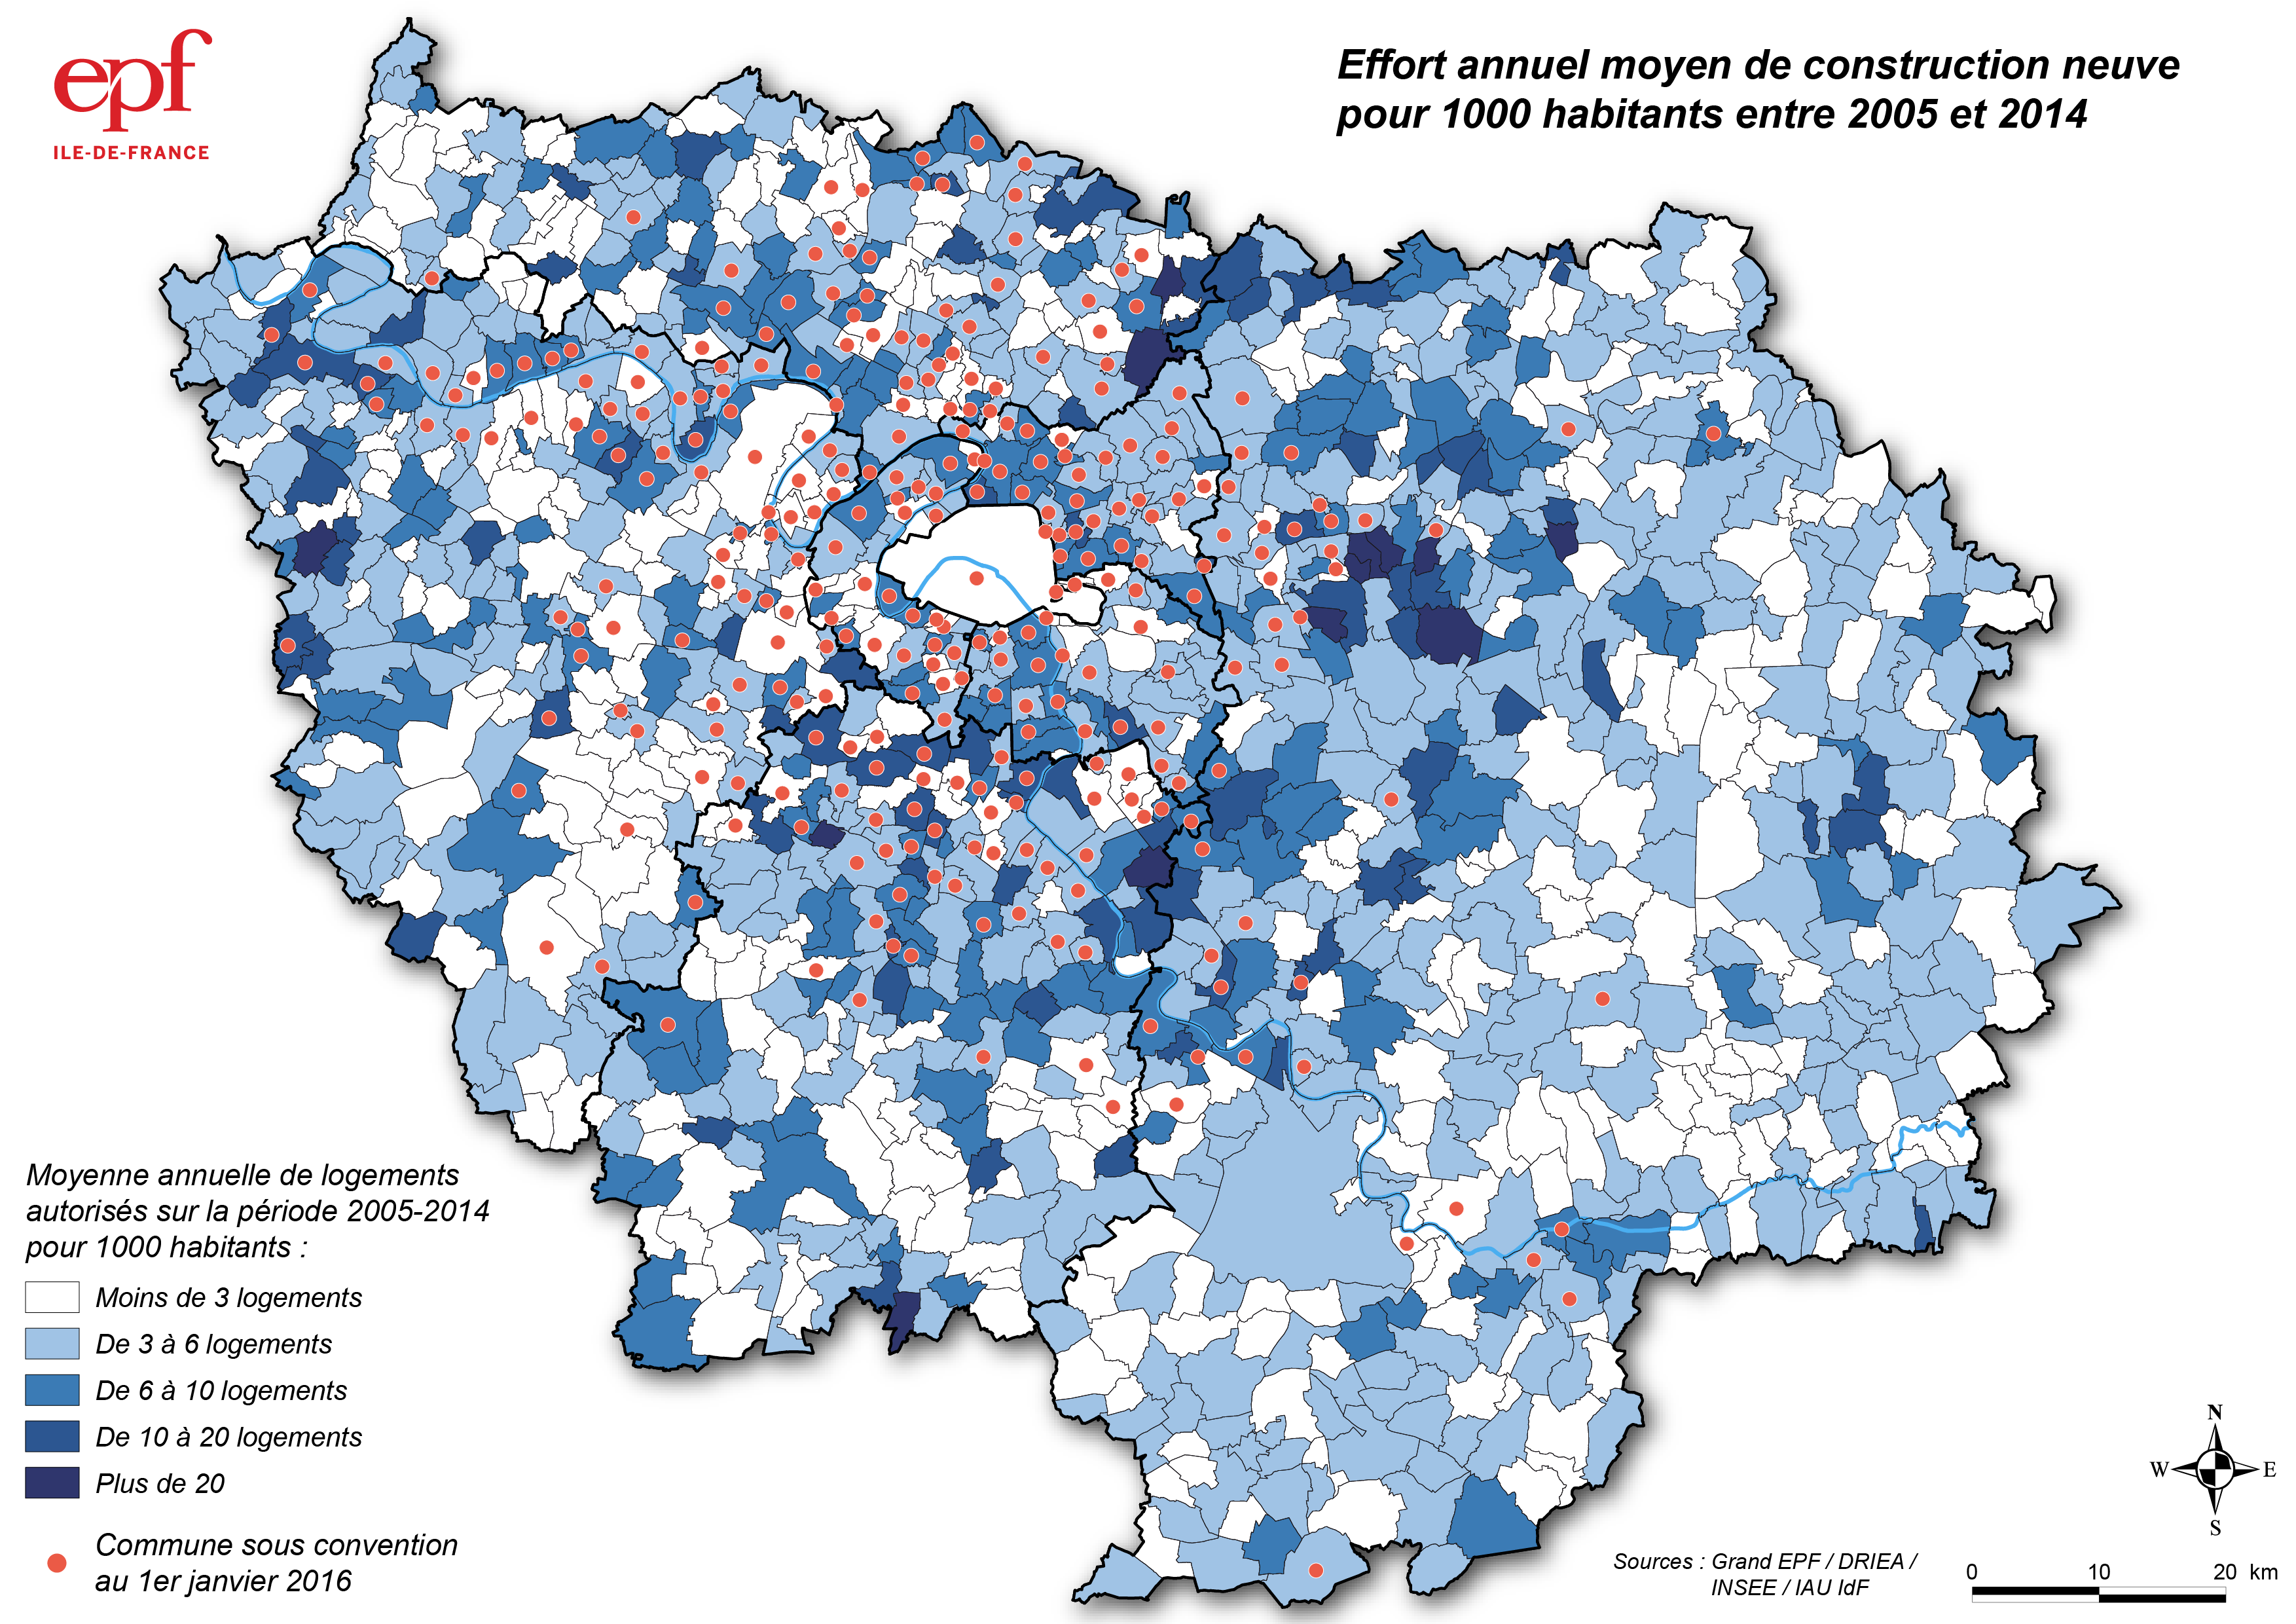 epf
ILE-DE-FRANCE
Effort annuel moyen de construction neuve
pour 1000 habitants entre 2005 et 2014
Moyenne annuelle de logements
autorisés sur la période 2005-2014
pour 1000 habitants :
Moins de 3 logements
De 3 à 6 logements
De 6 à 10 logements
De 10 à 20 logements
Plus de 20
Commune sous convention
au 1er janvier 2016
N
W E
S
Sources : Grand EPF / DRIEA /
INSEE / IAU IdF
0 10 20 km